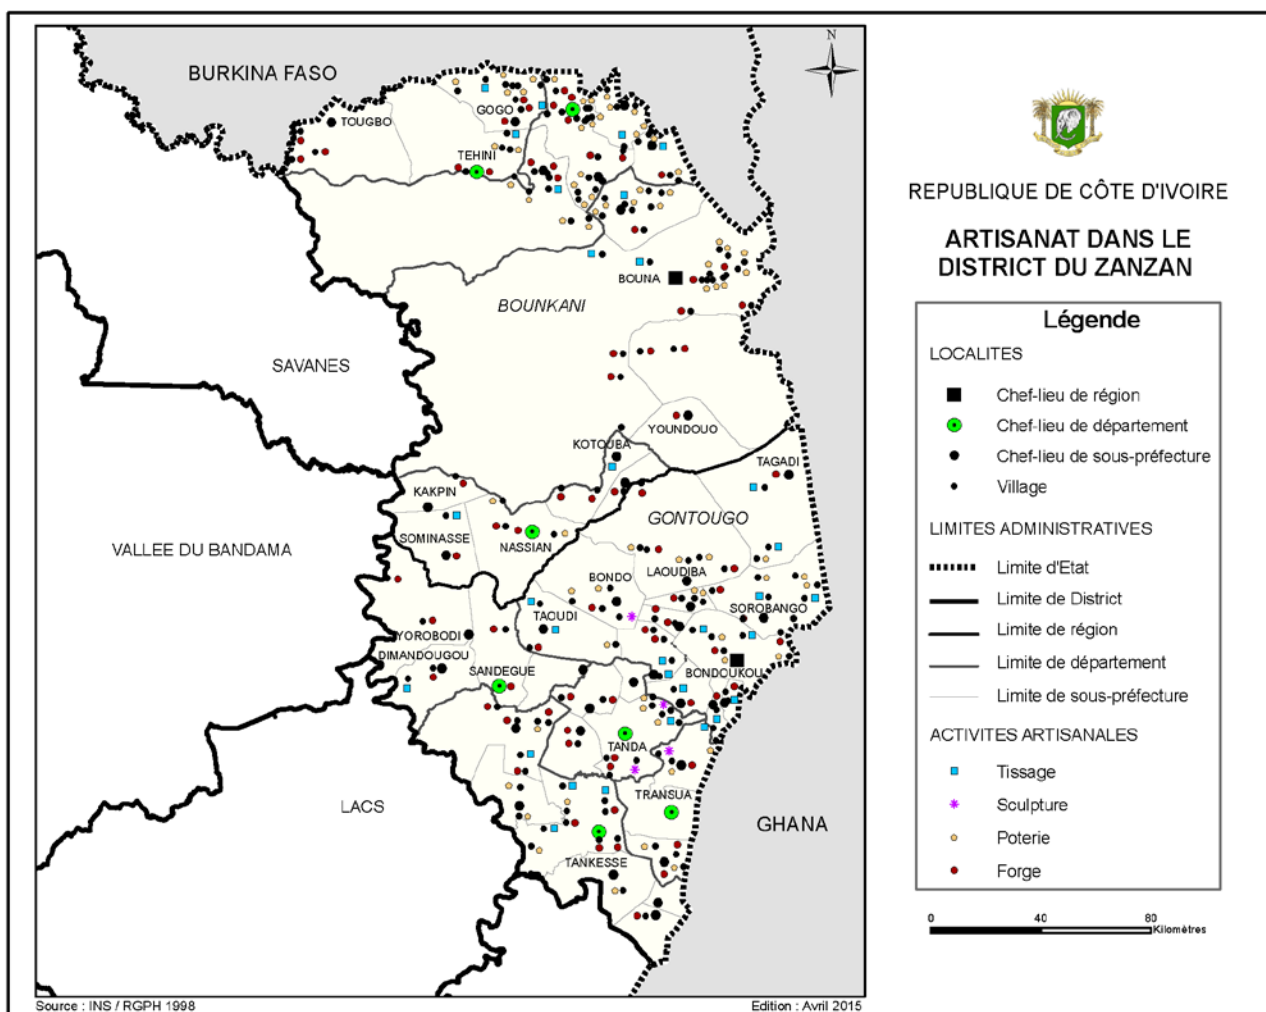 BURKINA FASO
N
TOUGBO
GOGO
TEHINI
BOUNA
BOUNKANI
SAVANES
YOUNDOUO
KOTOUBA
TAGADI
KAKPIN
GONTOUGO
SOMINASSE
NASSIAN
VALLEE DU BANDAMA
LAOUDIBA
BONDO
SOROBANGO
TAOUDI
YOROBODI
DIMANDOUGOU
SANDEGUE
BONDOUKOU
TANDA
TRANSUA
LACS
GHANA
TANKESSE
Source : INS / RGPH 1998
Edition : Avril 2015
REPUBLIQUE DE CÔTE D'IVOIRE
ARTISANAT DANS LE
DISTRICT DU ZANZAN
Légende
LOCALITES
Chef-lieu de région
Chef-lieu de département
Chef-lieu de sous-préfecture
Village
LIMITES ADMINISTRATIVES
Limite d'Etat
Limite de District
Limite de région
Limite de département
Limite de sous-préfecture
ACTIVITES ARTISANALES
Tissage
Sculpture
Poterie
Forge
0 40 80
Kilomètres